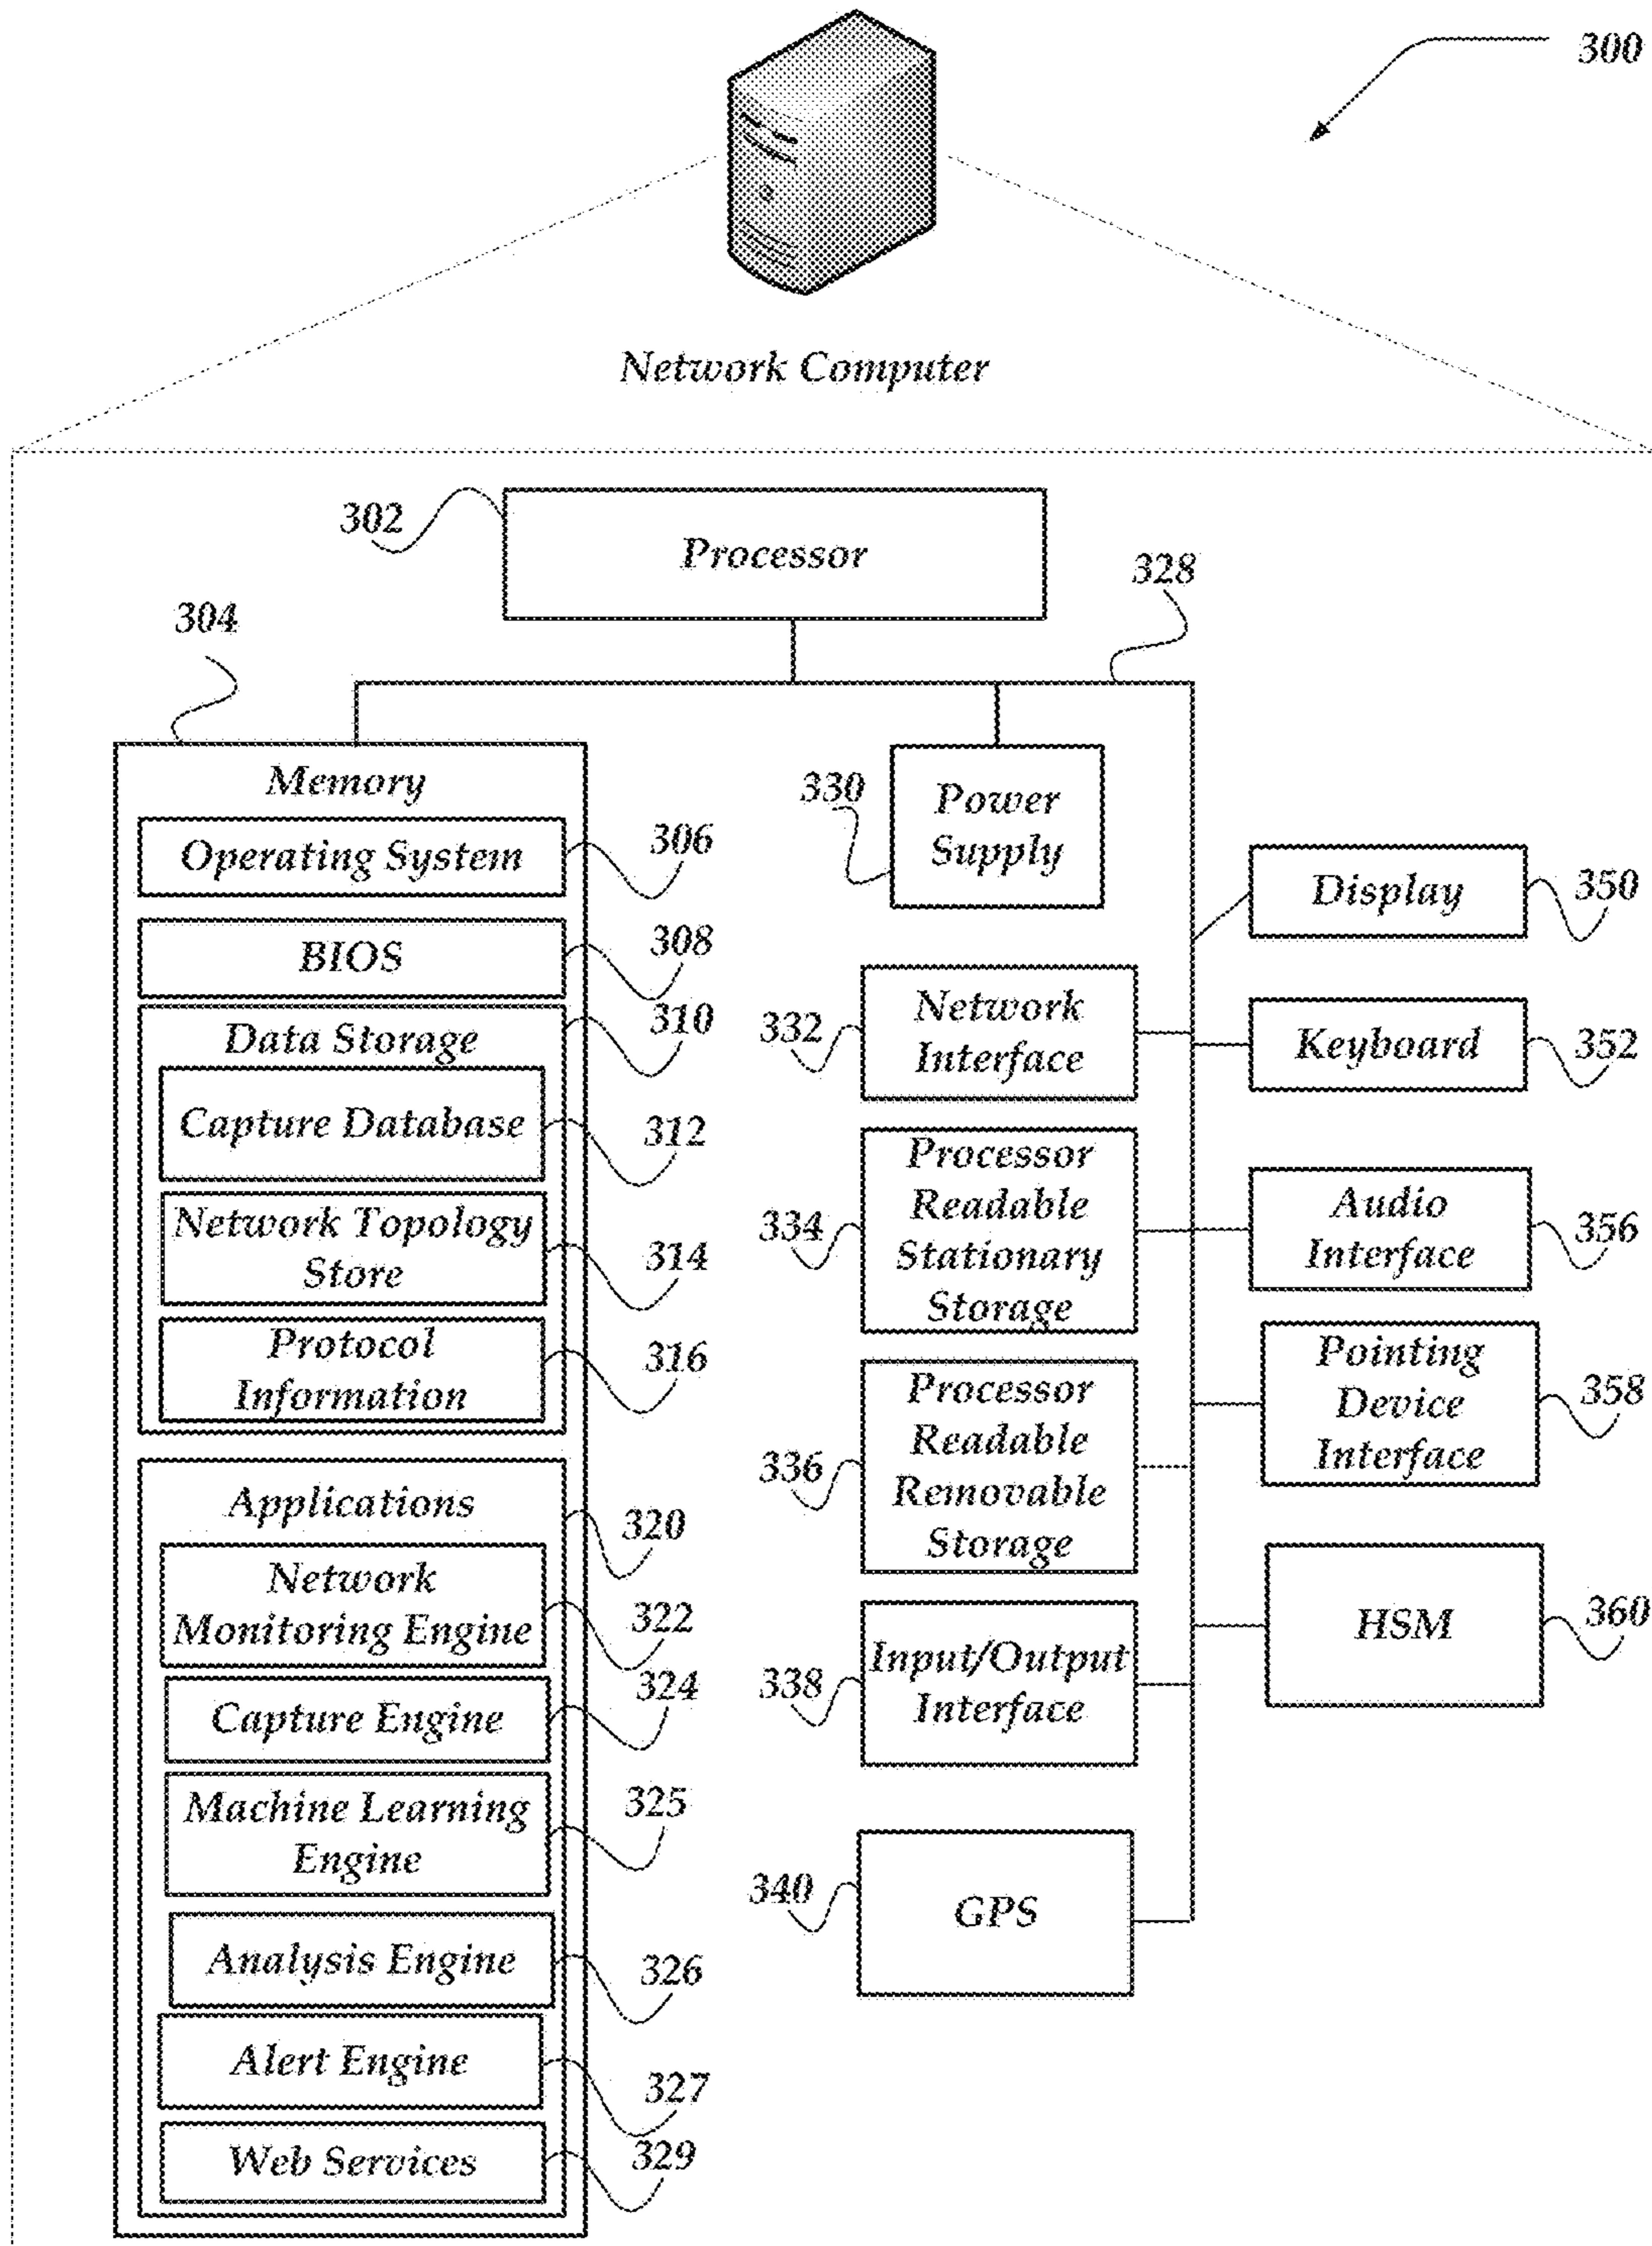 300
Network Computer
302
Processor
328
304
Memory
Operating System
306
BIOS
308
Data Storage
310
Capture Database
312
Network Topology
Store
314
Protocol
Information
316
Applications
320
Network
Monitoring Engine
322
Capture Engine
324
Machine Learning
Engine
325
Analysis Engine
326
Alert Engine
327
Web Services
329
330
Power
Supply
332
Network
Interface
334
Processor
Readable
Stationary
Storage
336
Processor
Readable
Removable
Storage
338
Input/Output
Interface
340
GPS
Display
350
Keyboard
352
Audio
Interface
356
Pointing
Device
Interface
358
HSM
360